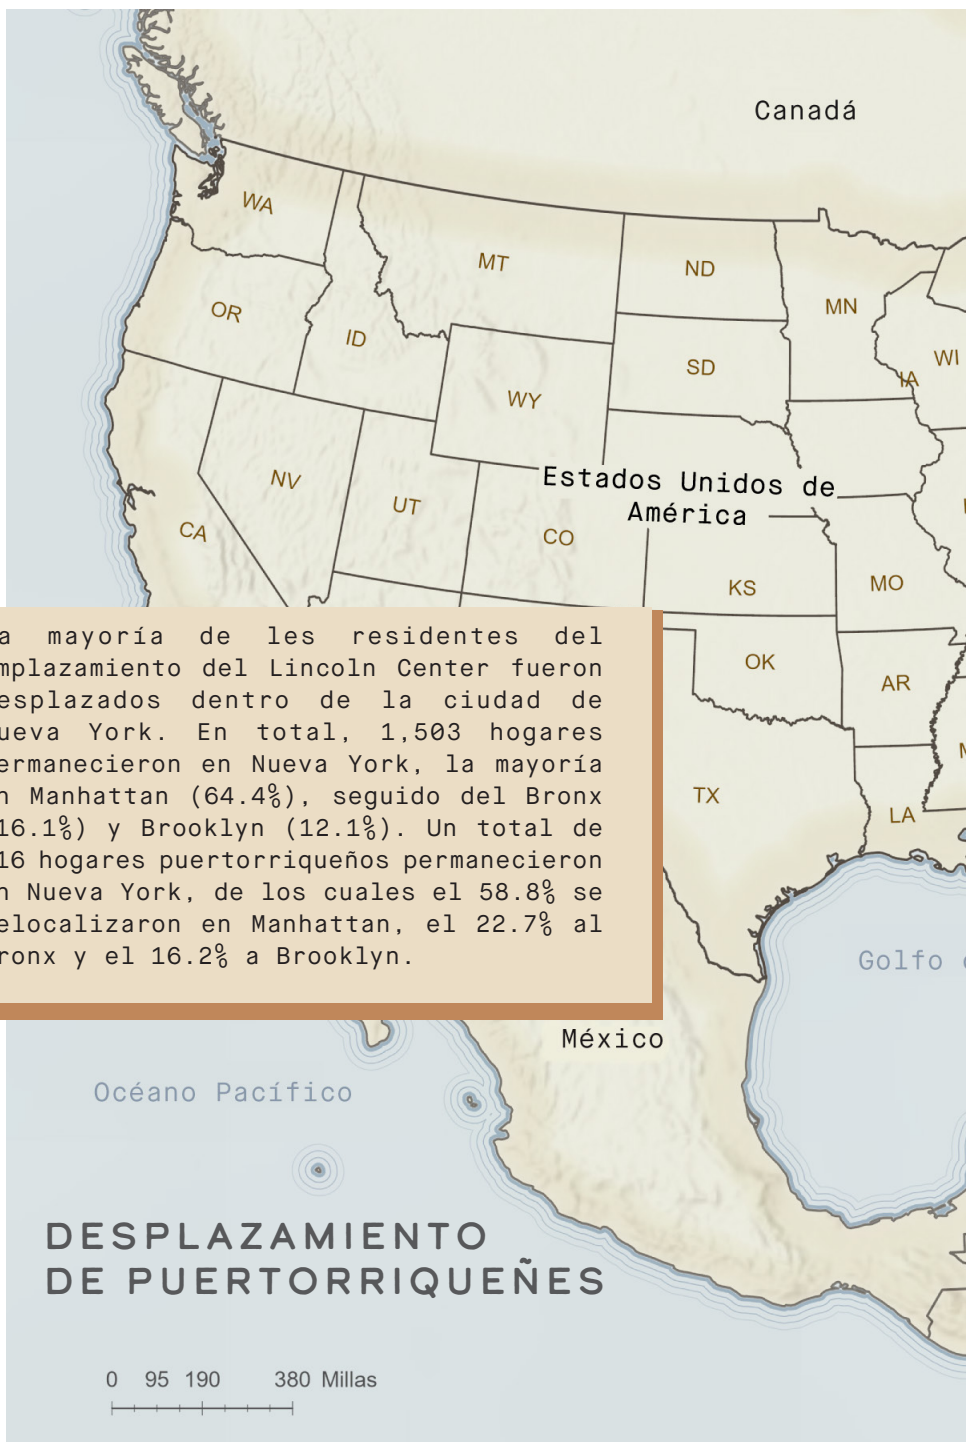 Canadá
WA
MT
ND
MN
OR
ID
SD
WI
IA
WY
Estados Unidos de
América
NV
UT
CO
CA
KS
MO
OK
AR
TX
LA
a mayoría de les residentes del
mplazamiento del Lincoln Center fueron
esplazados dentro de la ciudad de
ueva York. En total, 1,503 hogares
ermanecieron en Nueva York, la mayoría
n Manhattan (64.4%), seguido del Bronx
16.1%) y Brooklyn (12.1%). Un total de
16 hogares puertorriqueños permanecieron
n Nueva York, de los cuales el 58.8% se
elocalizaron en Manhattan, el 22.7% al
ronx y el 16.2% a Brooklyn.
Golfo
México
Océano Pacífico
DESPLAZAMIENTO
DE PUERTORRIQUEÑES
0 95 190 380 Millas